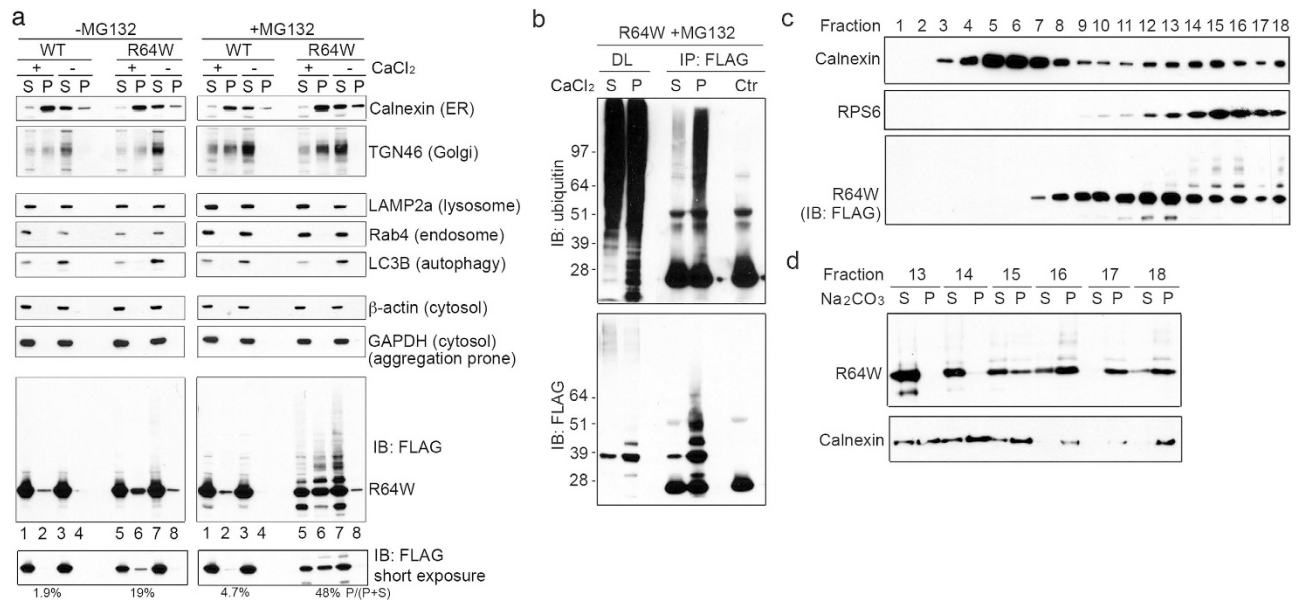 a
-MG132 +MG132
WT R64W WT R64W
+ - + - + - + - CaCl₂
S P S P S P S P S P S P S P S P
Calnexin (ER)
TGN46 (Golgi)
LAMP2a (lysosome)
Rab4 (endosome)
LC3B (autophagy)
β-actin (cytosol)
GAPDH (cytosol)
(aggregation prone)
IB: FLAG
R64W
1 2 3 4 5 6 7 8 1 2 3 4 5 6 7 8
IB: FLAG
short exposure
1.9% 19% 4.7% 48% P/(P+S)
b
R64W +MG132
DL IP: FLAG
CaCl₂ S P S P Ctr
IB: ubiquitin
97 -
64 -
51 -
39 -
28 -
IB: FLAG
64 -
51 -
39 -
28 -
c
Fraction 1 2 3 4 5 6 7 8 9 10 11 12 13 14 15 16 17 18
Calnexin
RPS6
R64W
(IB: FLAG)
d
Fraction 13 14 15 16 17 18
Na₂CO₃ S P S P S P S P S P S P
R64W
Calnexin